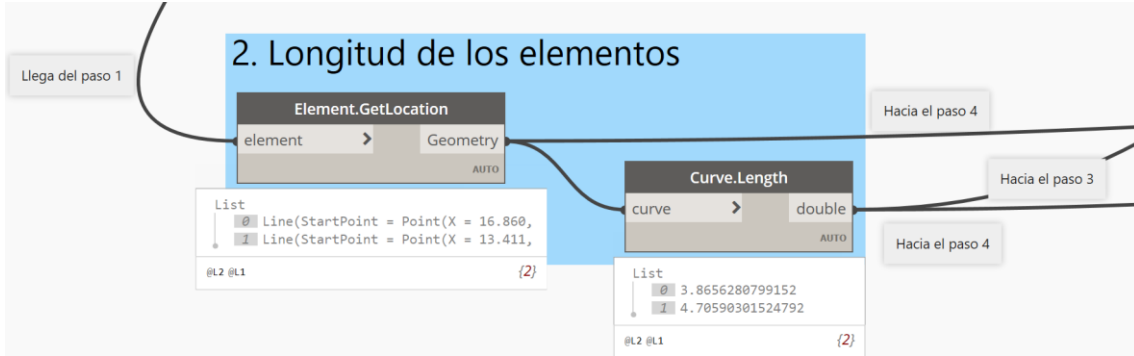 2. Longitud de los elementos
Llega del paso 1
Element.GetLocation
element > Geometry
AUTO
List
0 Line(StartPoint = Point(X = 16.860,
1 Line(StartPoint = Point(X = 13.411,
@L2 @L1 {2}
Hacia el paso 4
Curve.Length
curve > double
AUTO
Hacia el paso 3
Hacia el paso 4
List
0 3.8656280799152
1 4.70590301524792
@L2 @L1 {2}